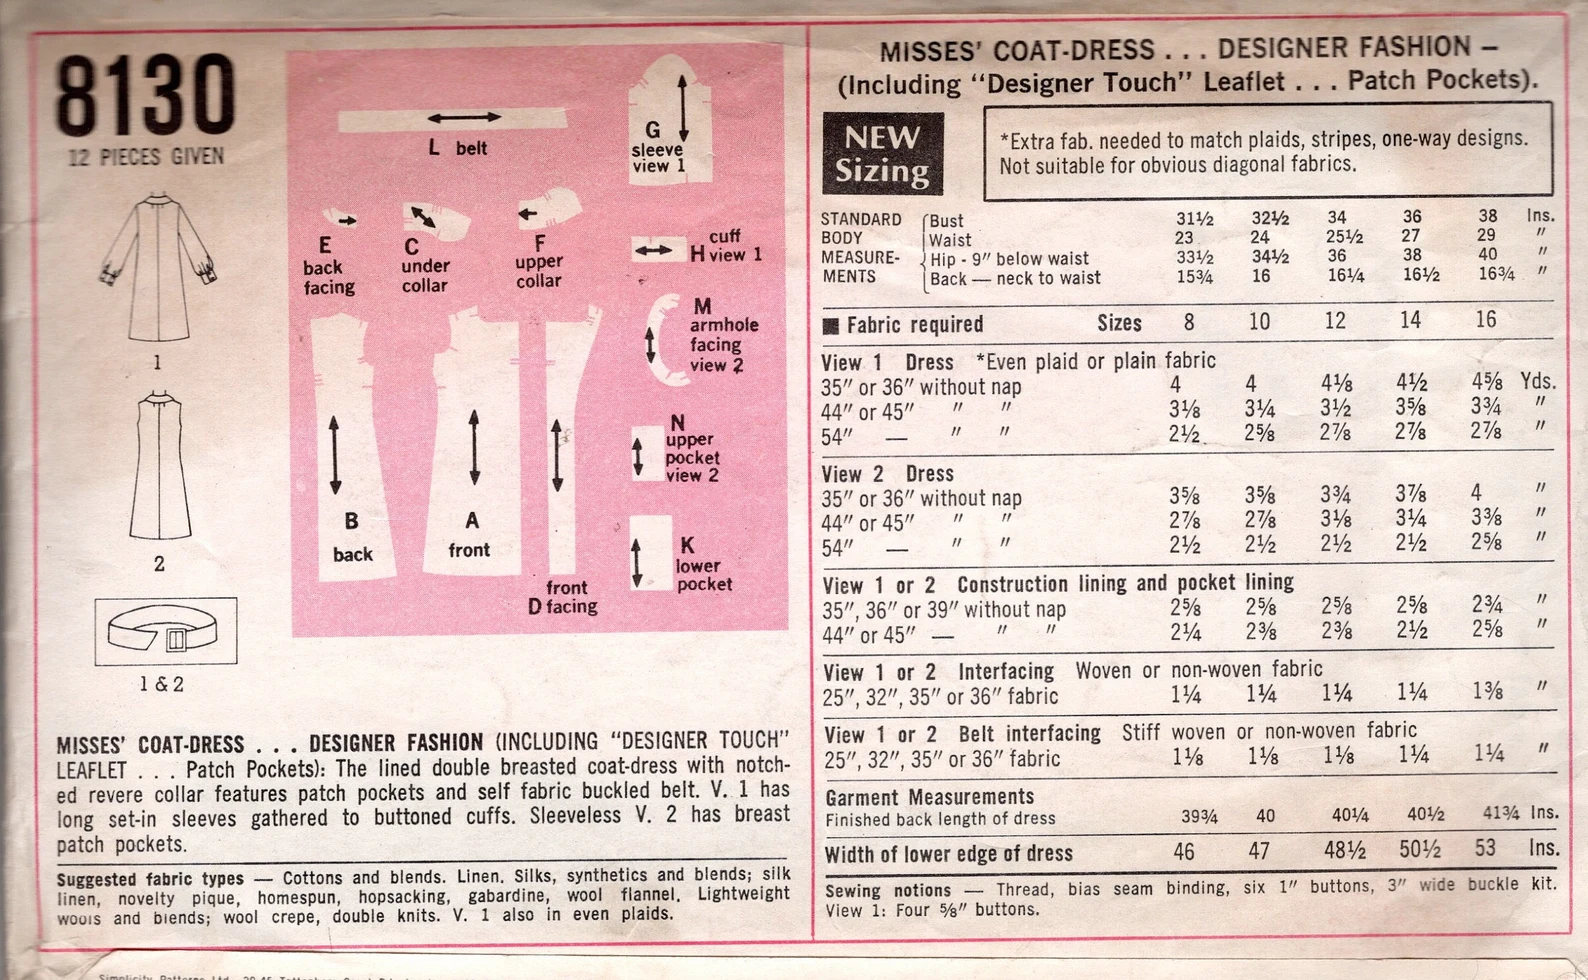 8130
12 PIECES GIVEN
1
2
1 & 2
L belt
G
sleeve
view 1
E
back
facing
C
under
collar
F
upper
collar
cuff
H view 1
M
armhole
facing
view 2
N
upper
pocket
view 2
B
back
A
front
front
D facing
K
lower
pocket
MISSES' COAT-DRESS . . . DESIGNER FASHION (INCLUDING "DESIGNER TOUCH"
LEAFLET . . . Patch Pockets): The lined double breasted coat-dress with notch-
ed revere collar features patch pockets and self fabric buckled belt. V. 1 has
long set-in sleeves gathered to buttoned cuffs. Sleeveless V. 2 has breast
patch pockets.
Suggested fabric types — Cottons and blends. Linen. Silks, synthetics and blends; silk
linen, novelty pique, homespun, hopsacking, gabardine, wool flannel. Lightweight
wools and blends; wool crepe, double knits. V. 1 also in even plaids.
MISSES' COAT-DRESS . . . DESIGNER FASHION –
(Including "Designer Touch" Leaflet . . . Patch Pockets).
NEW
Sizing
*Extra fab. needed to match plaids, stripes, one-way designs.
Not suitable for obvious diagonal fabrics.
STANDARD Bust 31½ 32½ 34 36 38 Ins.
BODY Waist 23 24 25½ 27 29 "
MEASURE- Hip - 9" below waist 33½ 34½ 36 38 40 "
MENTS Back — neck to waist 15¾ 16 16¼ 16½ 16¾ "
■ Fabric required Sizes 8 10 12 14 16
View 1 Dress *Even plaid or plain fabric
35" or 36" without nap 4 4 4⅛ 4½ 4⅝ Yds.
44" or 45" " " 3⅛ 3¼ 3½ 3⅝ 3¾ "
54" — " " 2½ 2⅝ 2⅞ 2⅞ 2⅞ "
View 2 Dress
35" or 36" without nap 3⅝ 3⅝ 3¾ 3⅞ 4 "
44" or 45" " " 2⅞ 2⅞ 3⅛ 3¼ 3⅜ "
54" — " " 2½ 2½ 2½ 2½ 2⅝ "
View 1 or 2 Construction lining and pocket lining
35", 36" or 39" without nap 2⅝ 2⅝ 2⅝ 2⅝ 2¾ "
44" or 45" — " " 2¼ 2⅜ 2⅜ 2½ 2⅝ "
View 1 or 2 Interfacing Woven or non-woven fabric
25", 32", 35" or 36" fabric 1¼ 1¼ 1¼ 1¼ 1⅜ "
View 1 or 2 Belt interfacing Stiff woven or non-woven fabric
25", 32", 35" or 36" fabric 1⅛ 1⅛ 1⅛ 1¼ 1¼ "
Garment Measurements
Finished back length of dress 39¾ 40 40¼ 40½ 41¾ Ins.
Width of lower edge of dress 46 47 48½ 50½ 53 Ins.
Sewing notions — Thread, bias seam binding, six 1" buttons, 3" wide buckle kit.
View 1: Four ⅝" buttons.
Simplicity Patterns Ltd.